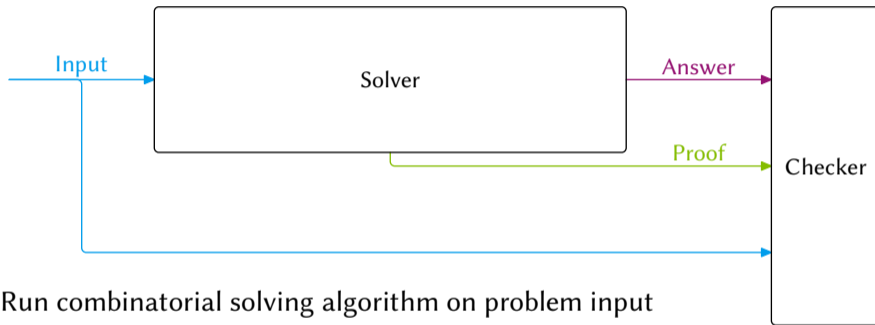 Input
Solver
Answer
Proof
Checker
Run combinatorial solving algorithm on problem input